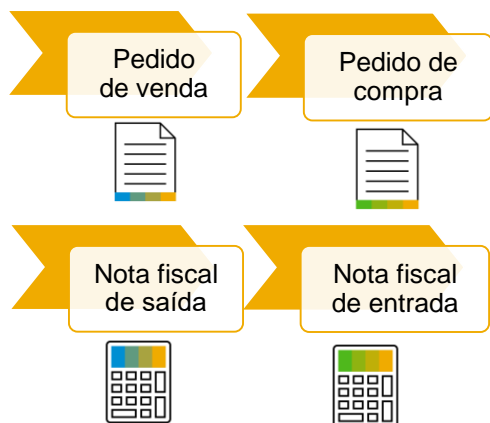 Pedido
de venda
Pedido de
compra
Nota fiscal
de saída
Nota fiscal
de entrada